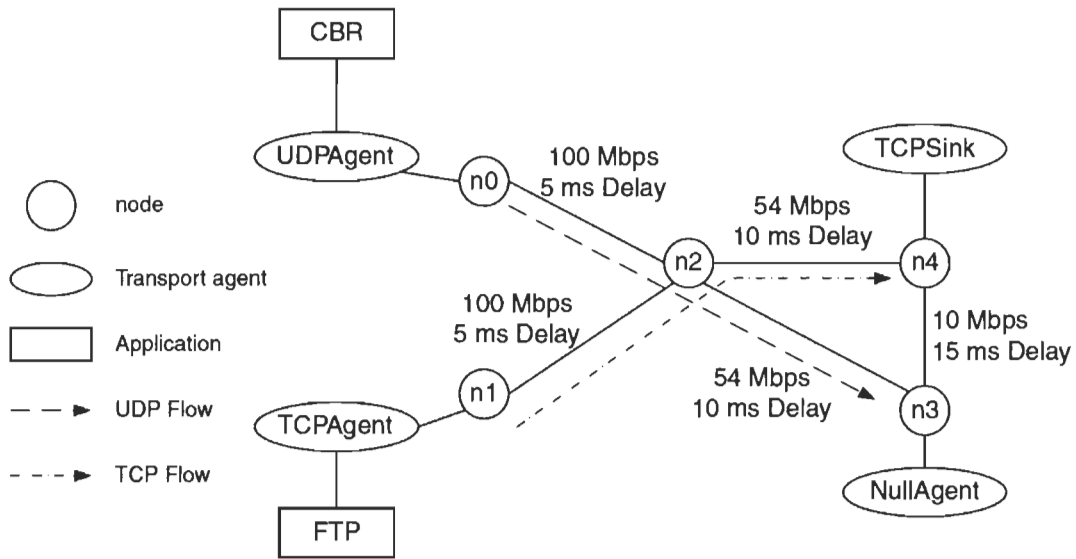 CBR
UDPAgent
n0
100 Mbps
5 ms Delay
TCPSink
node
54 Mbps
10 ms Delay
n2
n4
Transport agent
100 Mbps
5 ms Delay
10 Mbps
15 ms Delay
Application
54 Mbps
10 ms Delay
n1
n3
UDP Flow
TCPAgent
TCP Flow
NullAgent
FTP